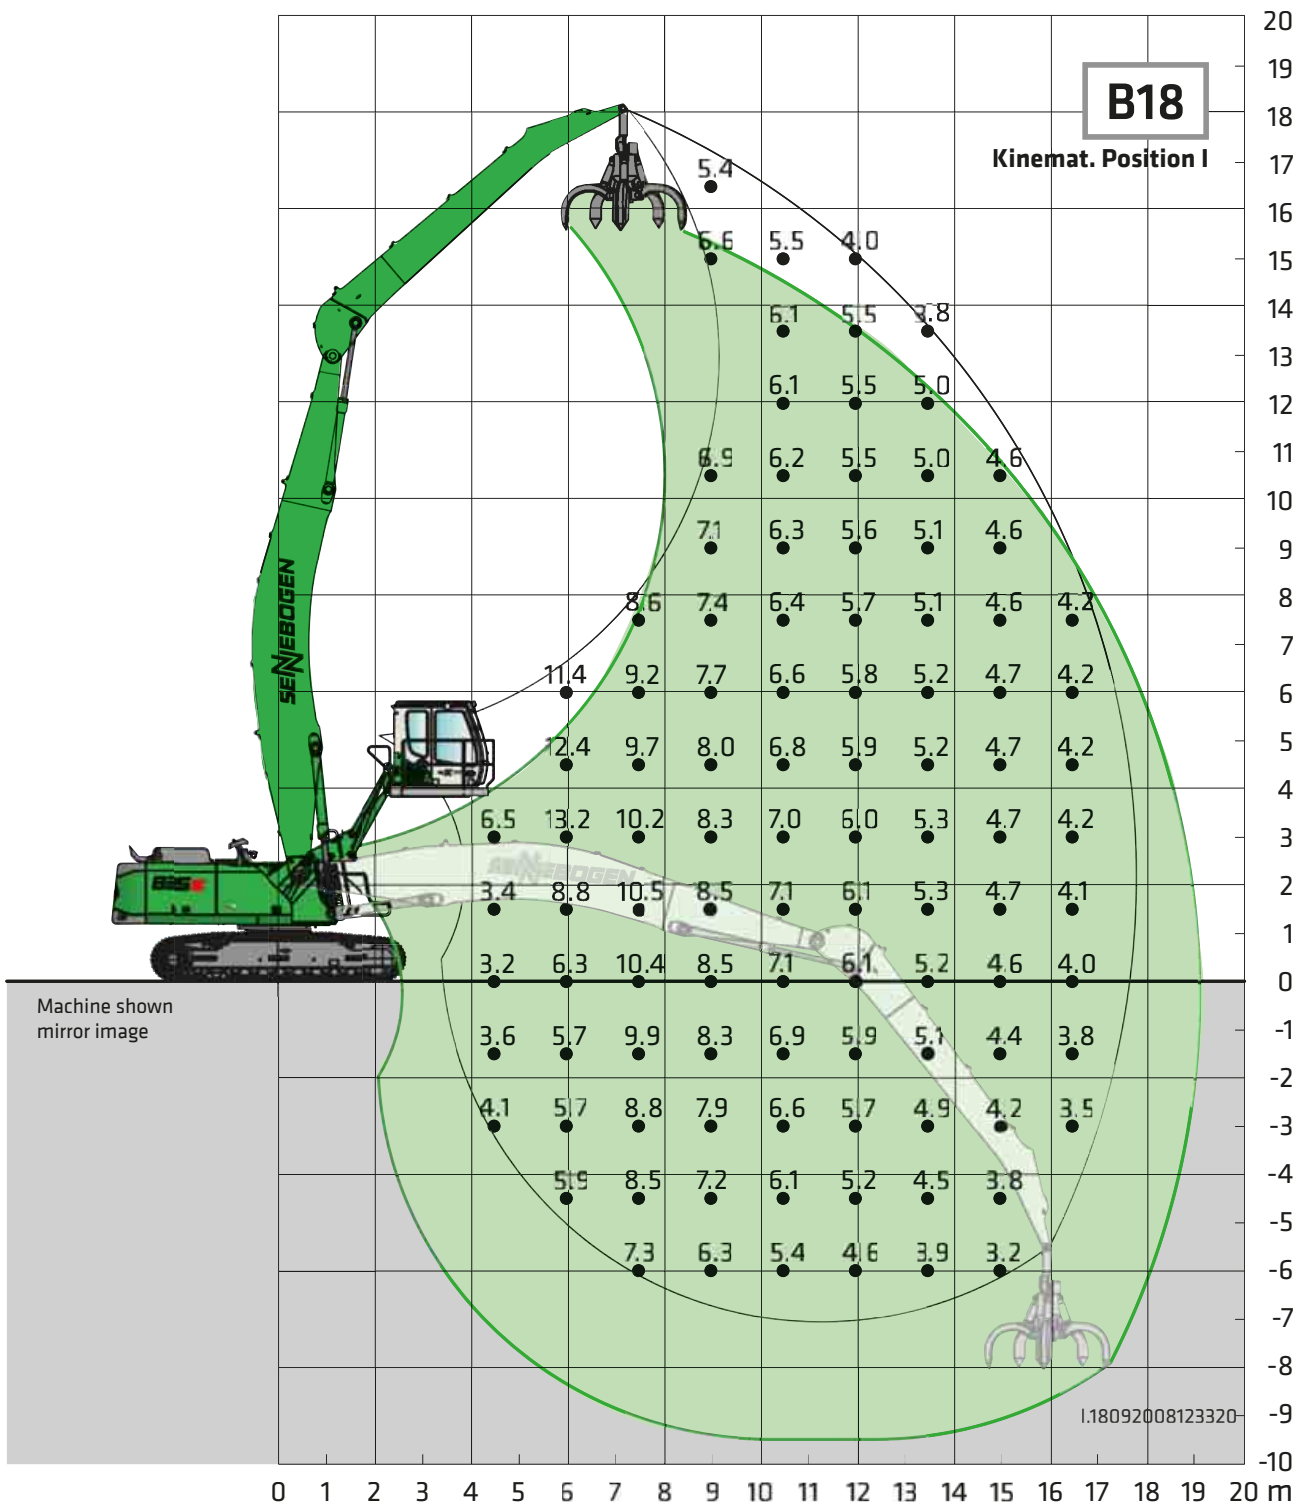 20
19
B18
18
Kinemat. Position I
17
5.4
16
6.6 5.5 4.0
15
14
6.1 5.5 3.8
13
6.1 5.5 5.0
12
11
6.9 6.2 5.5 5.0 4.6
10
7.1 6.3 5.6 5.1 4.6
9
8
8.6 7.4 6.4 5.7 5.1 4.6 4.2
7
11.4 9.2 7.7 6.6 5.8 5.2 4.7 4.2
6
SENNEBOGEN
5
12.4 9.7 8.0 6.8 5.9 5.2 4.7 4.2
4
6.5 13.2 10.2 8.3 7.0 6.0 5.3 4.7 4.2
3
SENNEBOGEN
2
3.4 8.8 10.5 8.5 7.1 6.1 5.3 4.7 4.1
1
3.2 6.3 10.4 8.5 7.1 6.1 5.2 4.6 4.0
0
Machine shown
mirror image
3.6 5.7 9.9 8.3 6.9 5.9 5.1 4.4 3.8
-1
-2
4.1 5.7 8.8 7.9 6.6 5.7 4.9 4.2 3.5
-3
-4
5.9 8.5 7.2 6.1 5.2 4.5 3.8
-5
7.3 6.3 5.4 4.6 3.9 3.2
-6
-7
-8
I.18092008123320
-9
-10
0 1 2 3 4 5 6 7 8 9 10 11 12 13 14 15 16 17 18 19 20 m